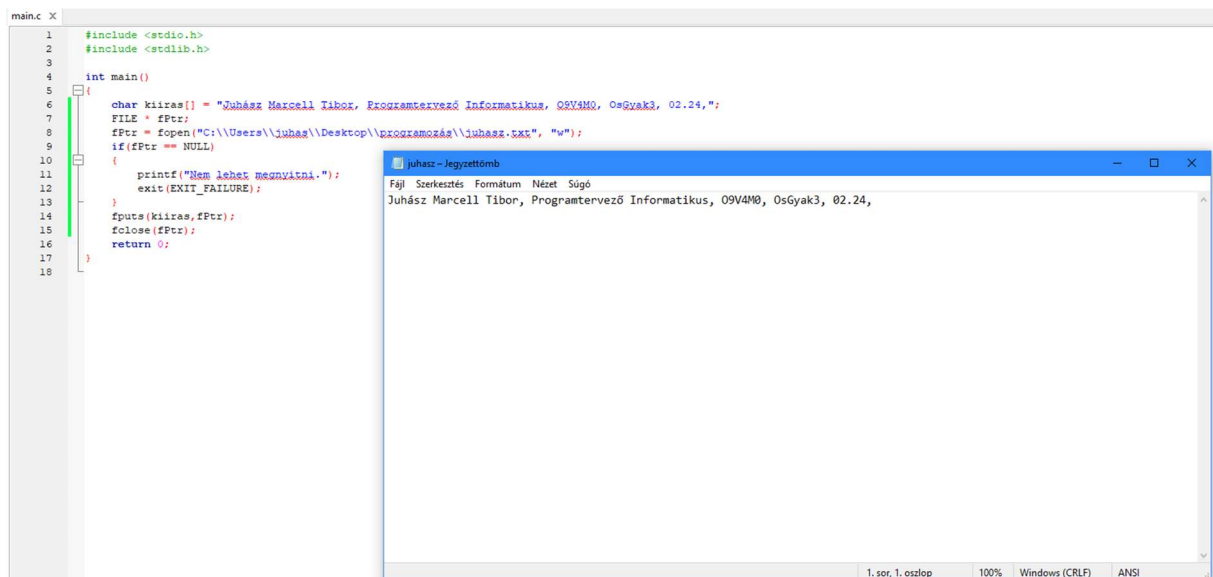 main.c X
1 #include <stdio.h>
2 #include <stdlib.h>
3
4 int main()
5 {
6 char kiiras[] = "Juhász Marcell Tibor, Programtervező Informatikus, O9V4M0, OsGyak3, 02.24,";
7 FILE * fPtr;
8 fPtr = fopen("C:\\Users\\juhas\\Desktop\\programozás\\juhasz.txt", "w");
9 if(fPtr == NULL)
10 {
11 printf("Nem lehet megnyitni.");
12 exit(EXIT_FAILURE);
13 }
14 fputs(kiiras,fPtr);
15 fclose(fPtr);
16 return 0;
17 }
18
juhasz – Jegyzettömb
Fájl Szerkesztés Formátum Nézet Súgó
Juhász Marcell Tibor, Programtervező Informatikus, O9V4M0, OsGyak3, 02.24,
1. sor, 1. oszlop 100% Windows (CRLF) ANSI